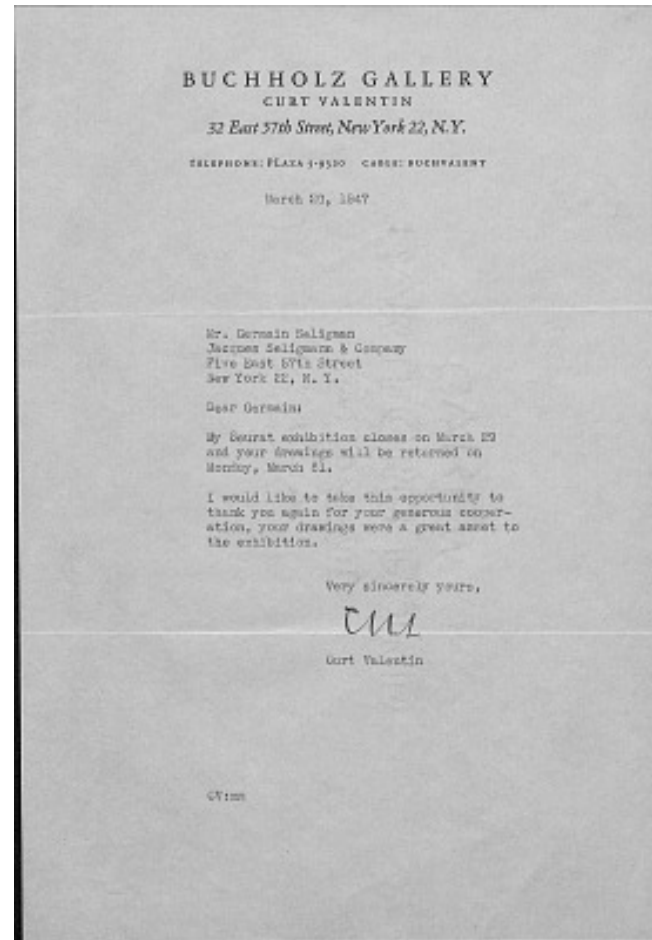 BUCHHOLZ GALLERY
CURT VALENTIN
32 East 57th Street, New York 22, N.Y.
TELEPHONE: PLAZA 5-9520 CABLE: BUCHVALENT
March 1947
Mr. Germain Seligman
Jacques Seligmann & Company
Five East 57th Street
New York 22, N. Y.
Dear Germain:
My Seurat exhibition closes on March 29
and your drawings will be returned on
Monday, March 31.
I would like to take this opportunity to
thank you again for your generous cooper-
ation, your drawings were a great asset to
the exhibition.
Very sincerely yours,
Curt
Curt Valentin
CV: